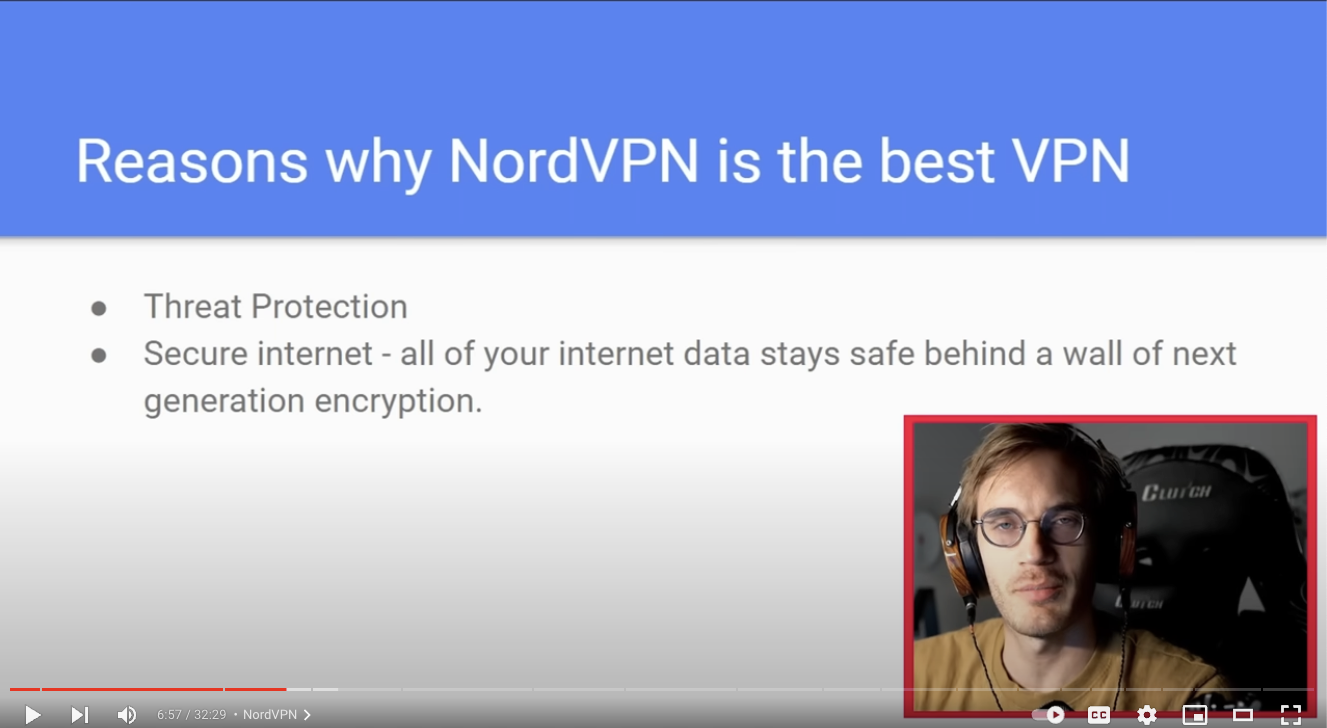 Reasons why NordVPN is the best VPN
● Threat Protection
● Secure internet - all of your internet data stays safe behind a wall of next
generation encryption.
CLUTCH
CLUTCH
6:57 / 32:29 • NordVPN
CC